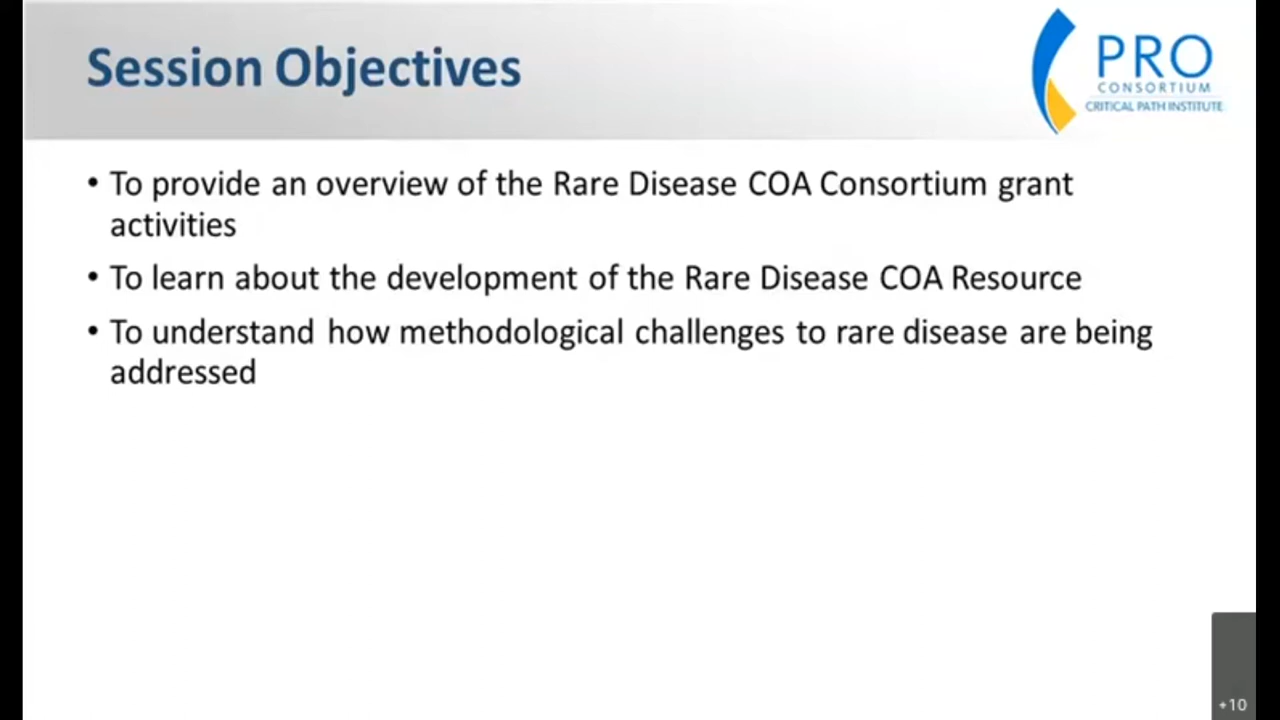 Session Objectives
PRO
CONSORTIUM
CRITICAL PATH INSTITUTE
• To provide an overview of the Rare Disease COA Consortium grant
activities
• To learn about the development of the Rare Disease COA Resource
• To understand how methodological challenges to rare disease are being
addressed
+10